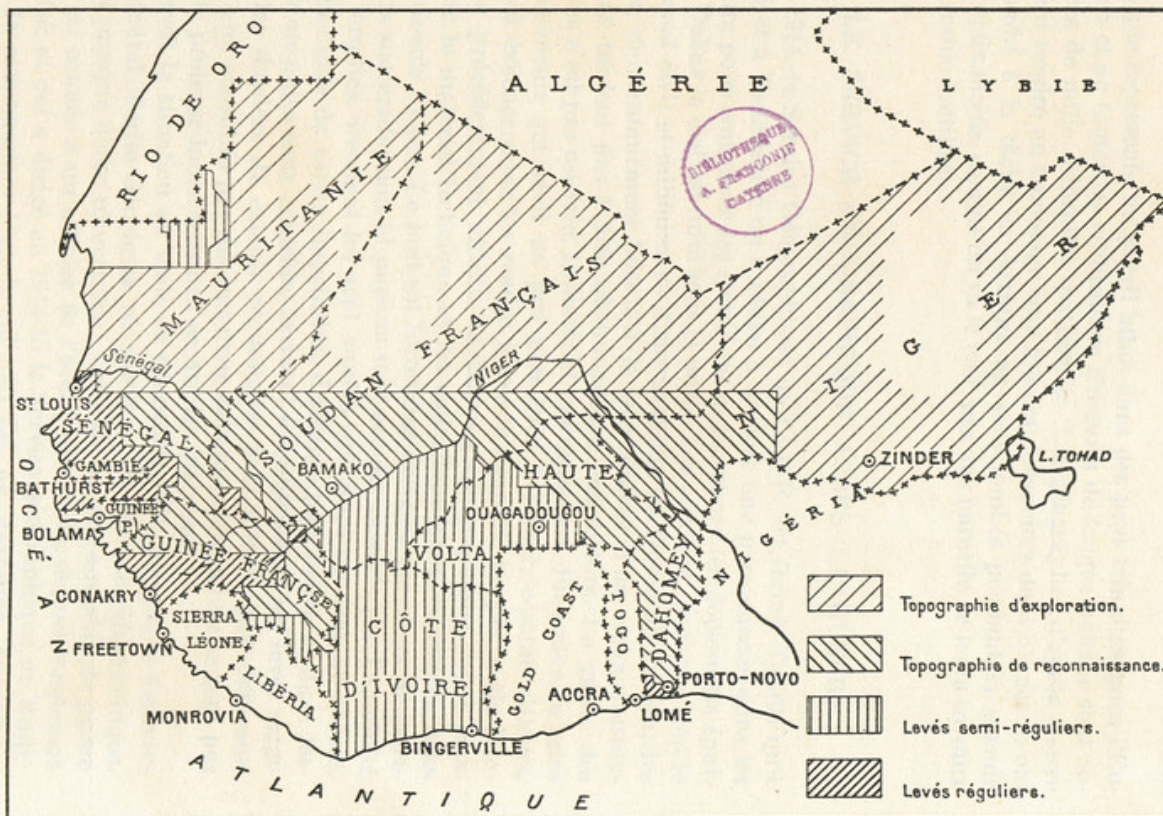 RIO DE ORO
ALGÉRIE
LYBIE
BIBLIOTHEQUE
A. FRANCONIE
CAYENNE
MAURITANIE
SOUDAN FRANÇAIS
NIGER
Sénégal
NIGER
ST LOUIS
SÉNÉGAL
GAMBIE
BATHURST
GUINÉE
(P.)
BOLAMA
GUINÉE FRANÇSE
BAMAKO
HAUTE
VOLTA
OUAGADOUGOU
ZINDER
L. TCHAD
NIGÉRIA
CONAKRY
SIERRA
LÉONE
FREETOWN
LIBÉRIA
MONROVIA
CÔTE
D'IVOIRE
BINGERVILLE
GOLD COAST
ACCRA
TOGO
LOMÉ
DAHOMEY
PORTO-NOVO
OCÉAN
ATLANTIQUE
Topographie d'exploration.
Topographie de reconnaissance.
Levés semi-réguliers.
Levés réguliers.